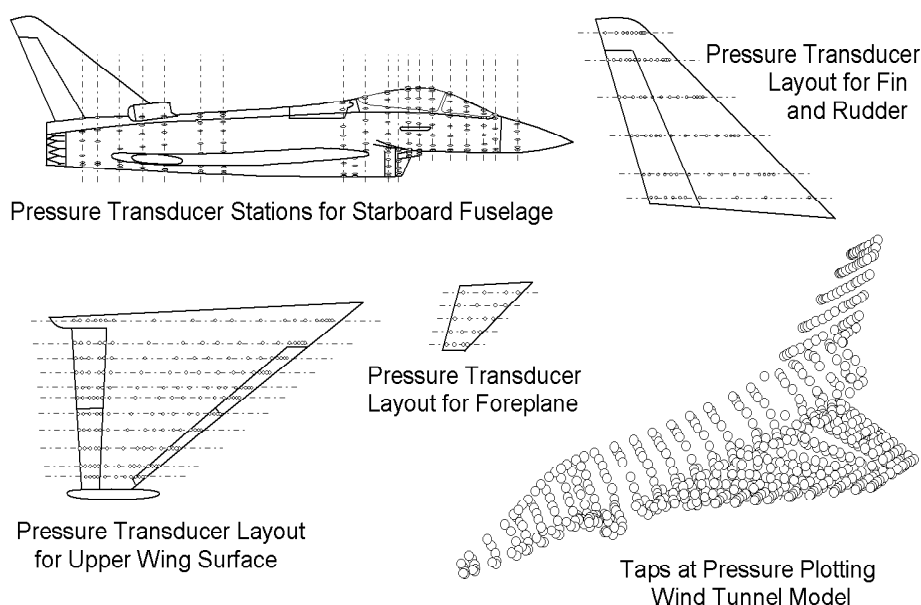 Pressure Transducer Stations for Starboard Fuselage
Pressure Transducer
Layout for Fin
and Rudder
Pressure Transducer Layout
for Upper Wing Surface
Pressure Transducer
Layout for Foreplane
Taps at Pressure Plotting
Wind Tunnel Model